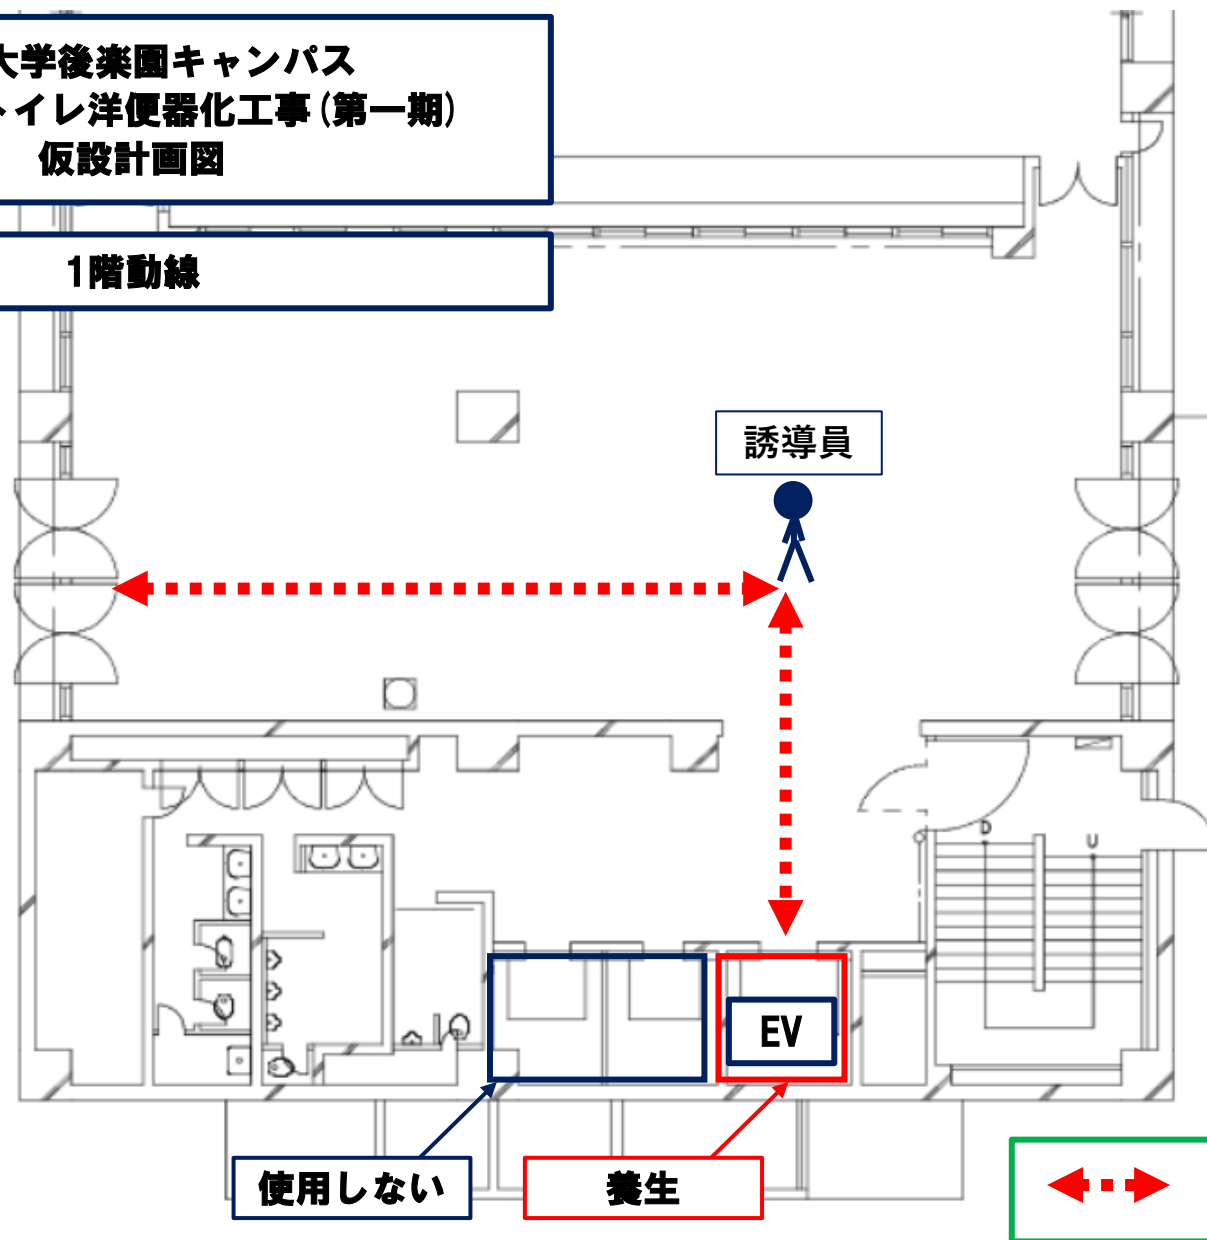 大学後楽園キャンパス
トイレ洋便器化工事(第一期)
仮設計画図
1階動線
誘導員
D
U
EV
使用しない
養生